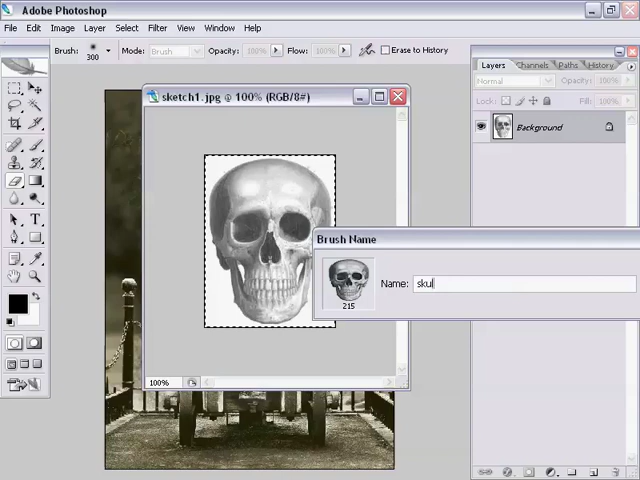 Adobe Photoshop
File Edit Image Layer Select Filter View Window Help
Brush: 300 Mode: Brush Opacity: 100% Flow: 100% Erase to History
sketch1.jpg @ 100% (RGB/8#)
Layers Channels Paths History
Normal Opacity: 100%
Lock: Fill: 100%
Background
Brush Name
Name: skul
215
100%